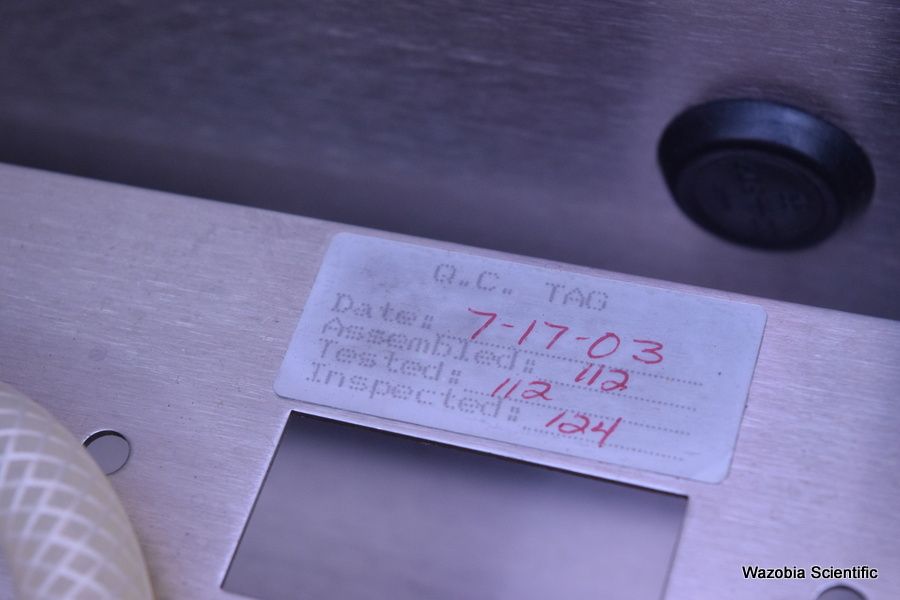 Q.C. TAG
Date: 7-17-03
Assembled: 112
Tested: 112
Inspected: 124
Wazobia Scientific